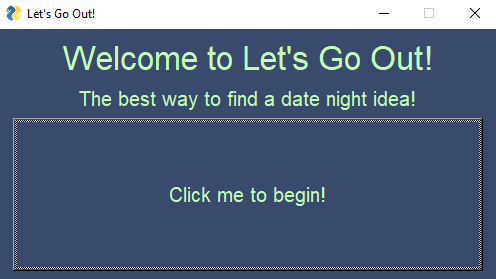 Let's Go Out!
Welcome to Let's Go Out!
The best way to find a date night idea!
Click me to begin!